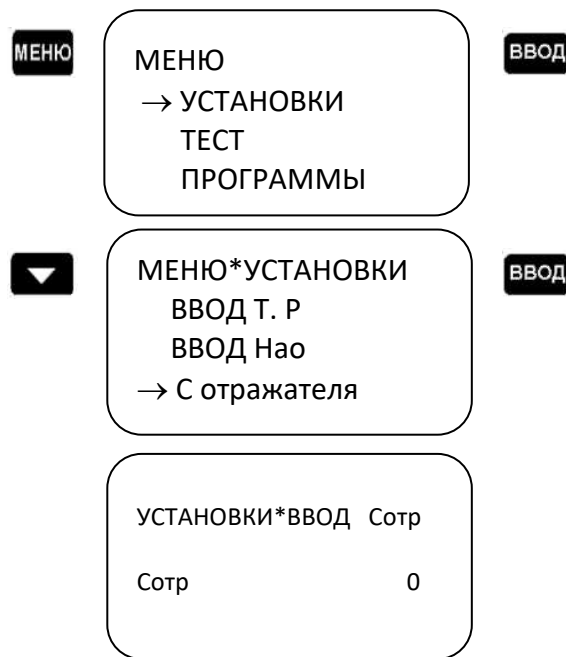 МЕНЮ
МЕНЮ
→ УСТАНОВКИ
ТЕСТ
ПРОГРАММЫ
ВВОД
МЕНЮ*УСТАНОВКИ
ВВОД Т. Р
ВВОД Нао
→ С отражателя
ВВОД
УСТАНОВКИ*ВВОД Сотр
Сотр 0